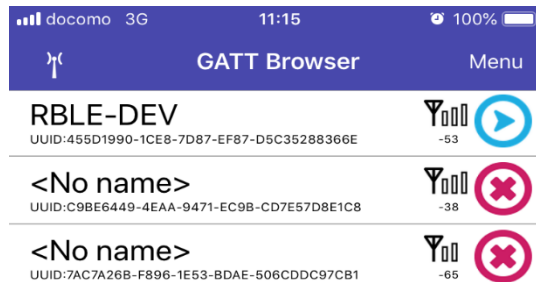 docomo 3G 11:15 100%
GATT Browser Menu
RBLE-DEV
UUID:455D1990-1CE8-7D87-EF87-D5C35288366E -53
<No name>
UUID:C9BE6449-4EAA-9471-EC9B-CD7E57D8E1C8 -38
<No name>
UUID:7AC7A26B-F896-1E53-BDAE-506CDDC97CB1 -65